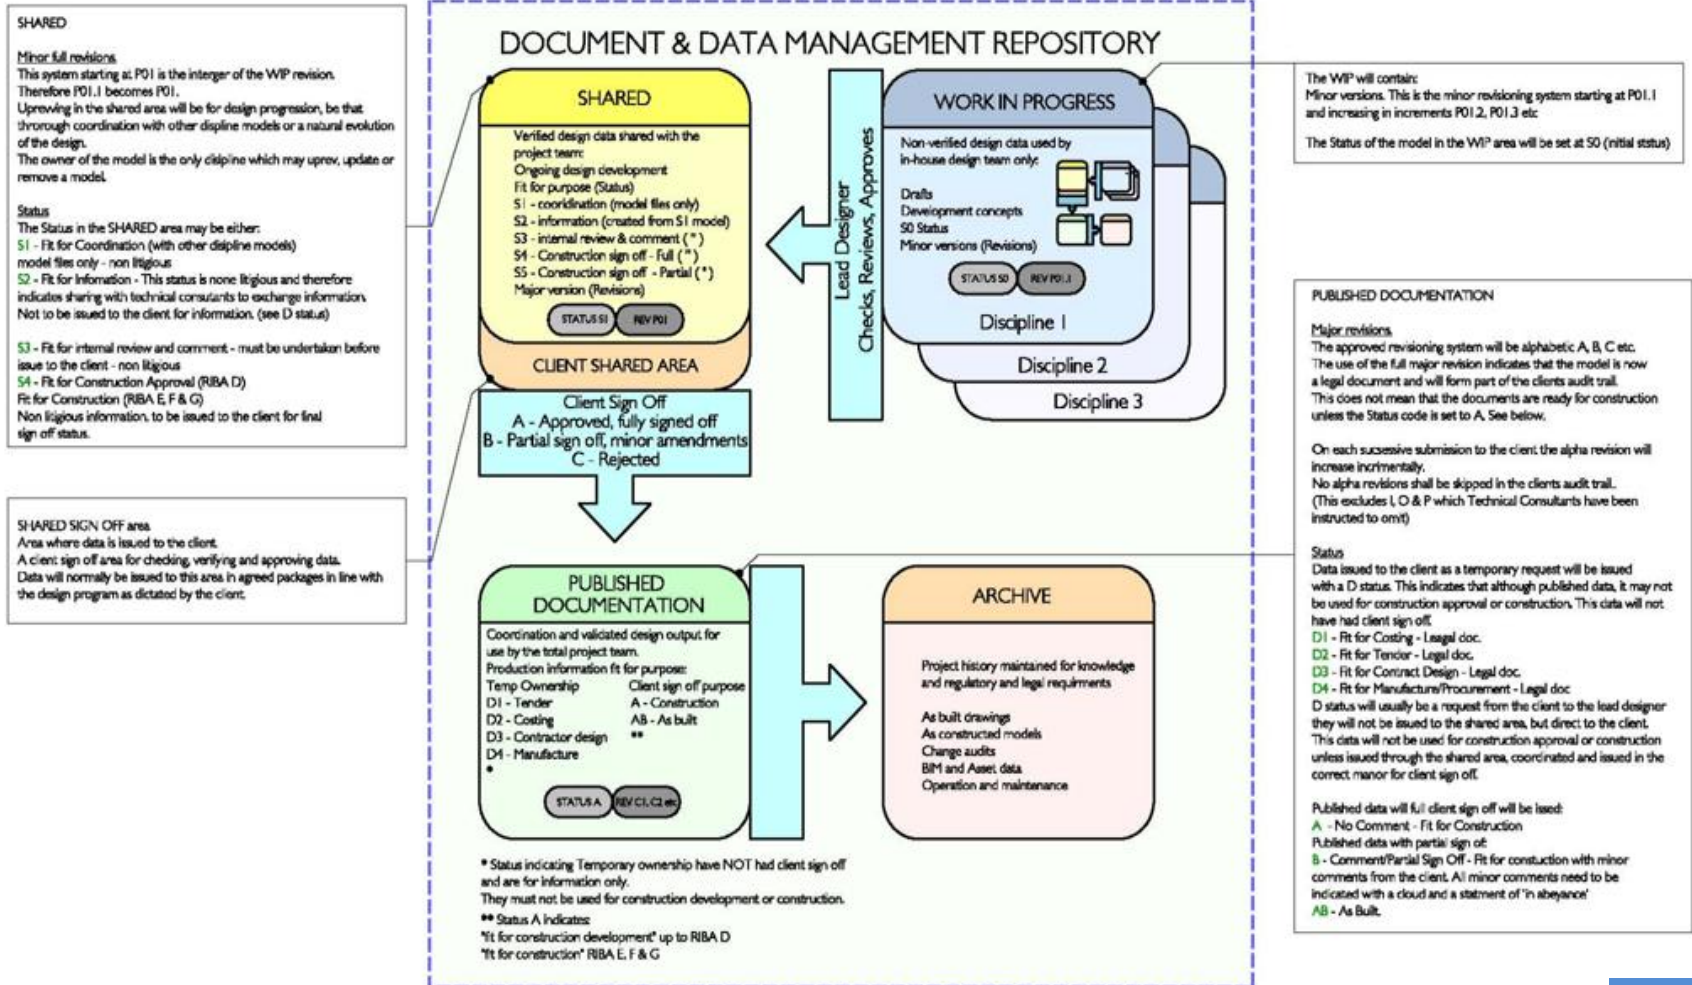 SHARED
Minor full revisions.
This system starting at P01 is the interger of the WIP revision.
Therefore P01.1 becomes P01.
Uprevving in the shared area will be for design progression, be that
throrough coordination with other displine models or a natural evolution
of the design.
The owner of the model is the only disipline which may uprev, update or
remove a model.
Status
The Status in the SHARED area may be either:
S1 - Fit for Coordination (with other disipline models)
model files only - non litigious
S2 - Fit for Infomation - This status is none litigious and therefore
indicates sharing with technical consutants to exchange information.
Not to be issued to the client for information. (see D status)
S3 - Fit for internal review and comment - must be undertaken before
issue to the client - non litigious
S4 - Fit for Construction Approval (RIBA D)
Fit for Construction (RIBA E, F & G)
Non litigious information, to be issued to the client for final
sign off status.
SHARED SIGN OFF area
Area where data is issued to the client.
A client sign off area for checking, verifying and approving data.
Data will normally be issued to this area in agreed packages in line with
the design program as dictated by the client.
DOCUMENT & DATA MANAGEMENT REPOSITORY
SHARED
Verified design data shared with the
project team:
Ongoing design development
Fit for purpose (Status)
S1 - cooridination (model files only)
S2 - information (created from S1 model)
S3 - internal review & comment (*)
S4 - Construction sign off - Full (*)
S5 - Construction sign off - Partial (*)
Major version (Revisions)
STATUS S1
REV P01
CLIENT SHARED AREA
Client Sign Off
A - Approved, fully signed off
B - Partial sign off, minor amendments
C - Rejected
Lead Designer
Checks, Reviews, Approves
WORK IN PROGRESS
Non-verified design data used by
in-house design team only:
Drafts
Development concepts
S0 Status
Minor versions (Revisions)
STATUS S0
REV P01.1
Discipline 1
Discipline 2
Discipline 3
PUBLISHED
DOCUMENTATION
Coordination and validated design output for
use by the total project team.
Production information fit for purpose:
Temp Ownership Client sign off purpose
D1 - Tender A - Construction
D2 - Costing AB - As built
D3 - Contractor design **
D4 - Manufacture
*
STATUS A
REV C1, C2 etc
ARCHIVE
Project history maintained for knowledge
and regulatory and legal requirments
As built drawings
As constructed models
Change audits
BIM and Asset data
Operation and maintenance
* Status indicating Temporary ownership have NOT had client sign off
and are for information only.
They must not be used for construction development or construction.
** Status A indicates:
"fit for construction development" up to RIBA D
"fit for construction" RIBA E, F & G
The WIP will contain:
Minor versions. This is the minor revisioning system starting at P01.1
and increasing in increments P01.2, P01.3 etc
The Status of the model in the WIP area will be set at S0 (initial ststus)
PUBLISHED DOCUMENTATION
Major revisions.
The approved revisioning system will be alphabetic A, B, C etc.
The use of the full major revision indicates that the model is now
a legal document and will form part of the clients audit trail.
This does not mean that the documents are ready for construction
unless the Status code is set to A. See below.
On each sucsessive submission to the client the alpha revision will
increase incrimentally.
No alpha revisions shall be skipped in the clients audit trail..
(This excludes I, O & P which Technical Consultants have been
instructed to omit)
Status
Data issued to the client as a temporary request will be issued
with a D status. This indicates that although published data, it may not
be used for construction approval or construction. This data will not
have had client sign off.
D1 - Fit for Costing - Leagal doc.
D2 - Fit for Tender - Legal doc.
D3 - Fit for Contract Design - Legal doc.
D4 - Fit for Manufacture/Procurement - Legal doc
D status will usually be a request from the client to the lead designer
they will not be issued to the shared area, but direct to the client.
This data will not be used for construction approval or construction
unless issued through the shared area, coordinated and issued in the
correct manor for client sign off.
Published data will full client sign off will be issed:
A - No Comment - Fit for Construction
Published data with partial sign of:
B - Comment/Partial Sign Off - Fit for constuction with minor
comments from the client. All minor comments need to be
indicated with a cloud and a statment of 'in abeyance'
AB - As Built.